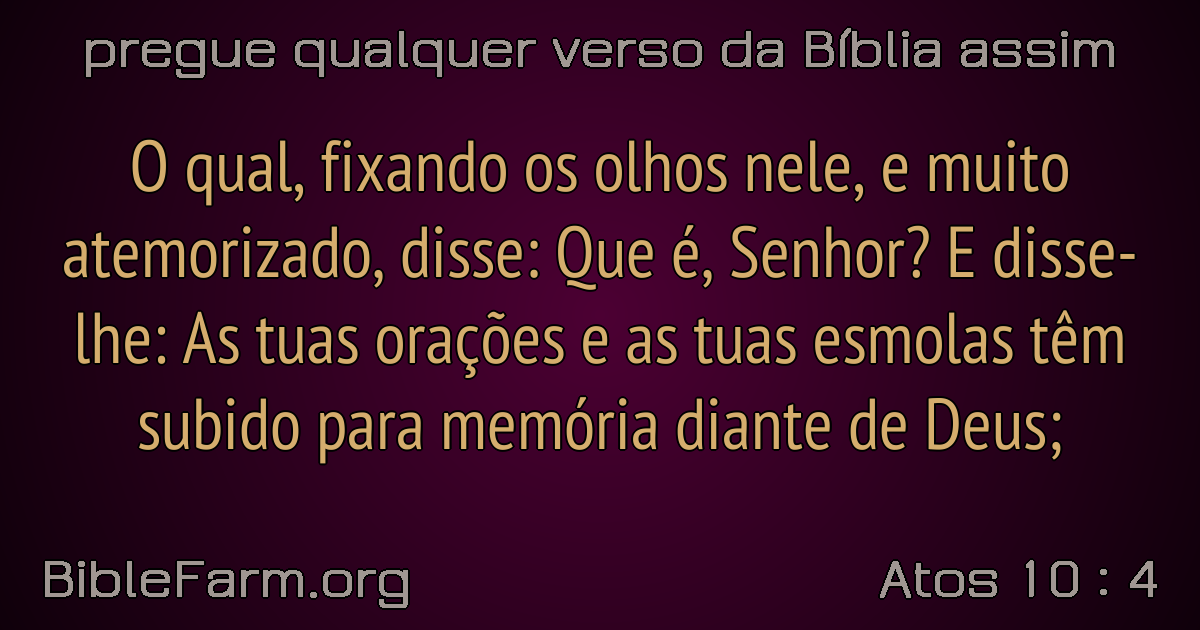 pregue qualquer verso da Bíblia assim
O qual, fixando os olhos nele, e muito
atemorizado, disse: Que é, Senhor? E disse-
lhe: As tuas orações e as tuas esmolas têm
subido para memória diante de Deus;
BibleFarm.org
Atos 10 : 4